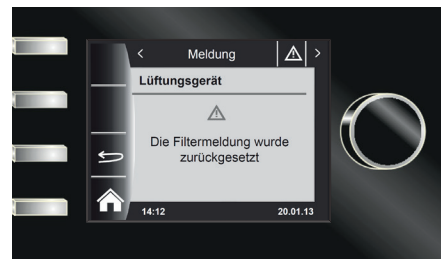 Meldung
Lüftungsgerät
Die Filtermeldung wurde
zurückgesetzt
14:12 20.01.13